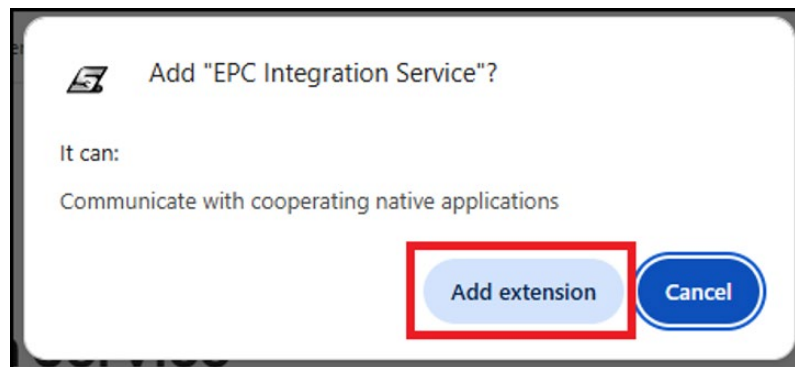 Add "EPC Integration Service"?
It can:
Communicate with cooperating native applications
Add extension
Cancel